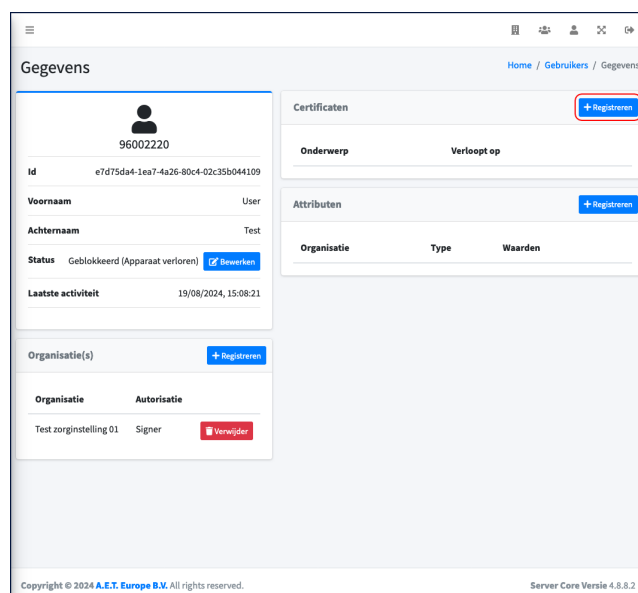 Gegevens
Home / Gebruikers / Gegevens
96002220
Id e7d75da4-1ea7-4a26-80c4-02c35b044109
Voornaam User
Achternaam Test
Status Geblokkeerd (Apparaat verloren) Bewerken
Laatste activiteit 19/08/2024, 15:08:21
Organisatie(s) + Registreren
Organisatie Autorisatie
Test zorginstelling 01 Signer Verwijder
Certificaten + Registreren
Onderwerp Verloopt op
Attributen + Registreren
Organisatie Type Waarden
Copyright © 2024 A.E.T. Europe B.V. All rights reserved.
Server Core Versie 4.8.8.2